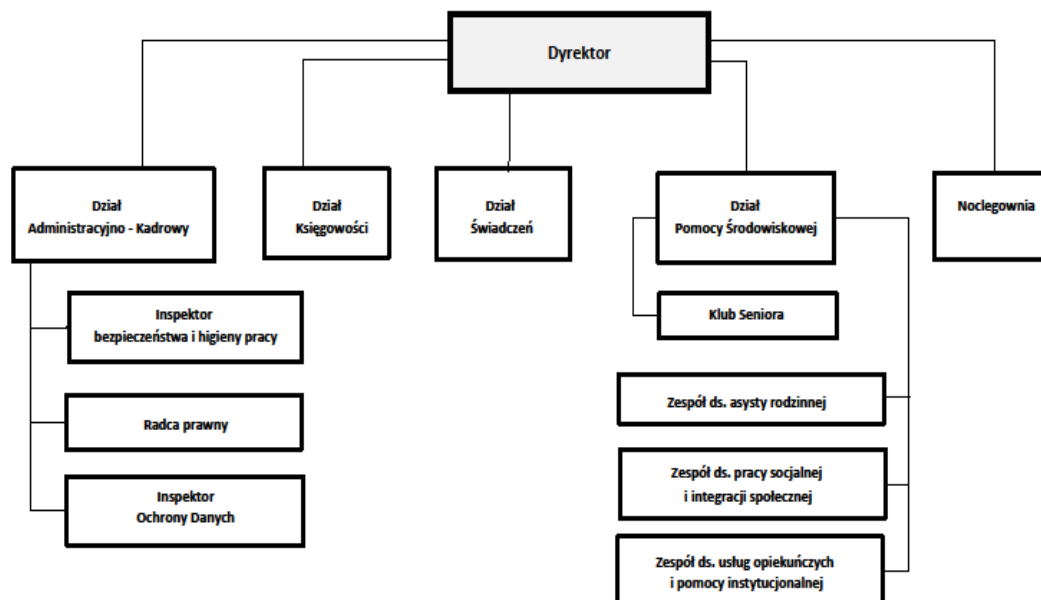 Dyrektor
Dział
Administracyjno - Kadrowy
Dział
Księgowości
Dział
Świadczeń
Dział
Pomocy Środowiskowej
Noclegownia
Inspektor
bezpieczeństwa i higieny pracy
Radca prawny
Inspektor
Ochrony Danych
Klub Seniora
Zespół ds. asysty rodzinnej
Zespół ds. pracy socjalnej
i integracji społecznej
Zespół ds. usług opiekuńczych
i pomocy instytucjonalnej